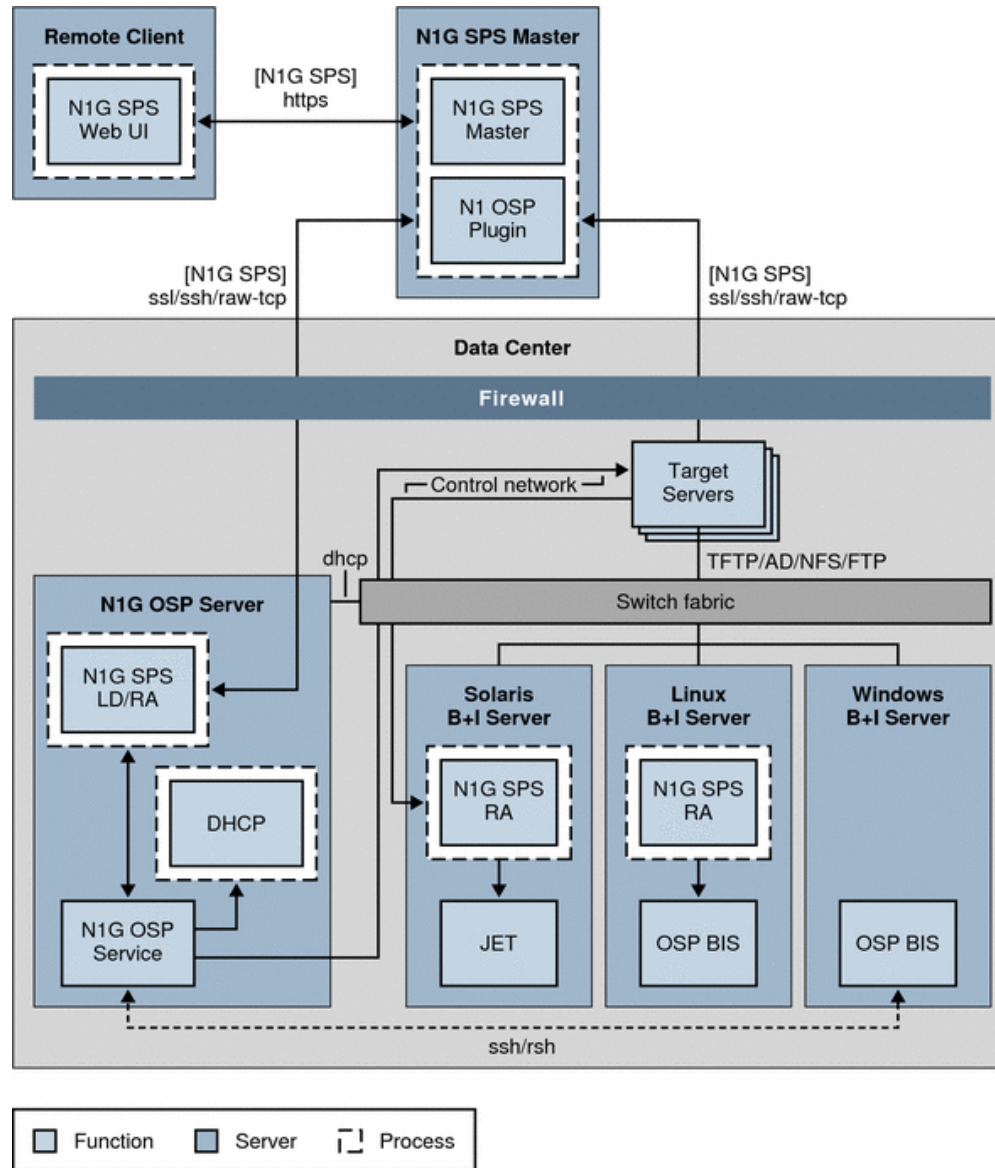 Remote Client
N1G SPS
Web UI
[N1G SPS]
https
N1G SPS Master
N1G SPS
Master
N1 OSP
Plugin
[N1G SPS]
ssl/ssh/raw-tcp
[N1G SPS]
ssl/ssh/raw-tcp
Data Center
Firewall
Target
Servers
Control network
TFTP/AD/NFS/FTP
dhcp
Switch fabric
N1G OSP Server
N1G SPS
LD/RA
DHCP
N1G OSP
Service
Solaris
B+I Server
N1G SPS
RA
JET
Linux
B+I Server
N1G SPS
RA
OSP BIS
Windows
B+I Server
OSP BIS
ssh/rsh
Function
Server
Process